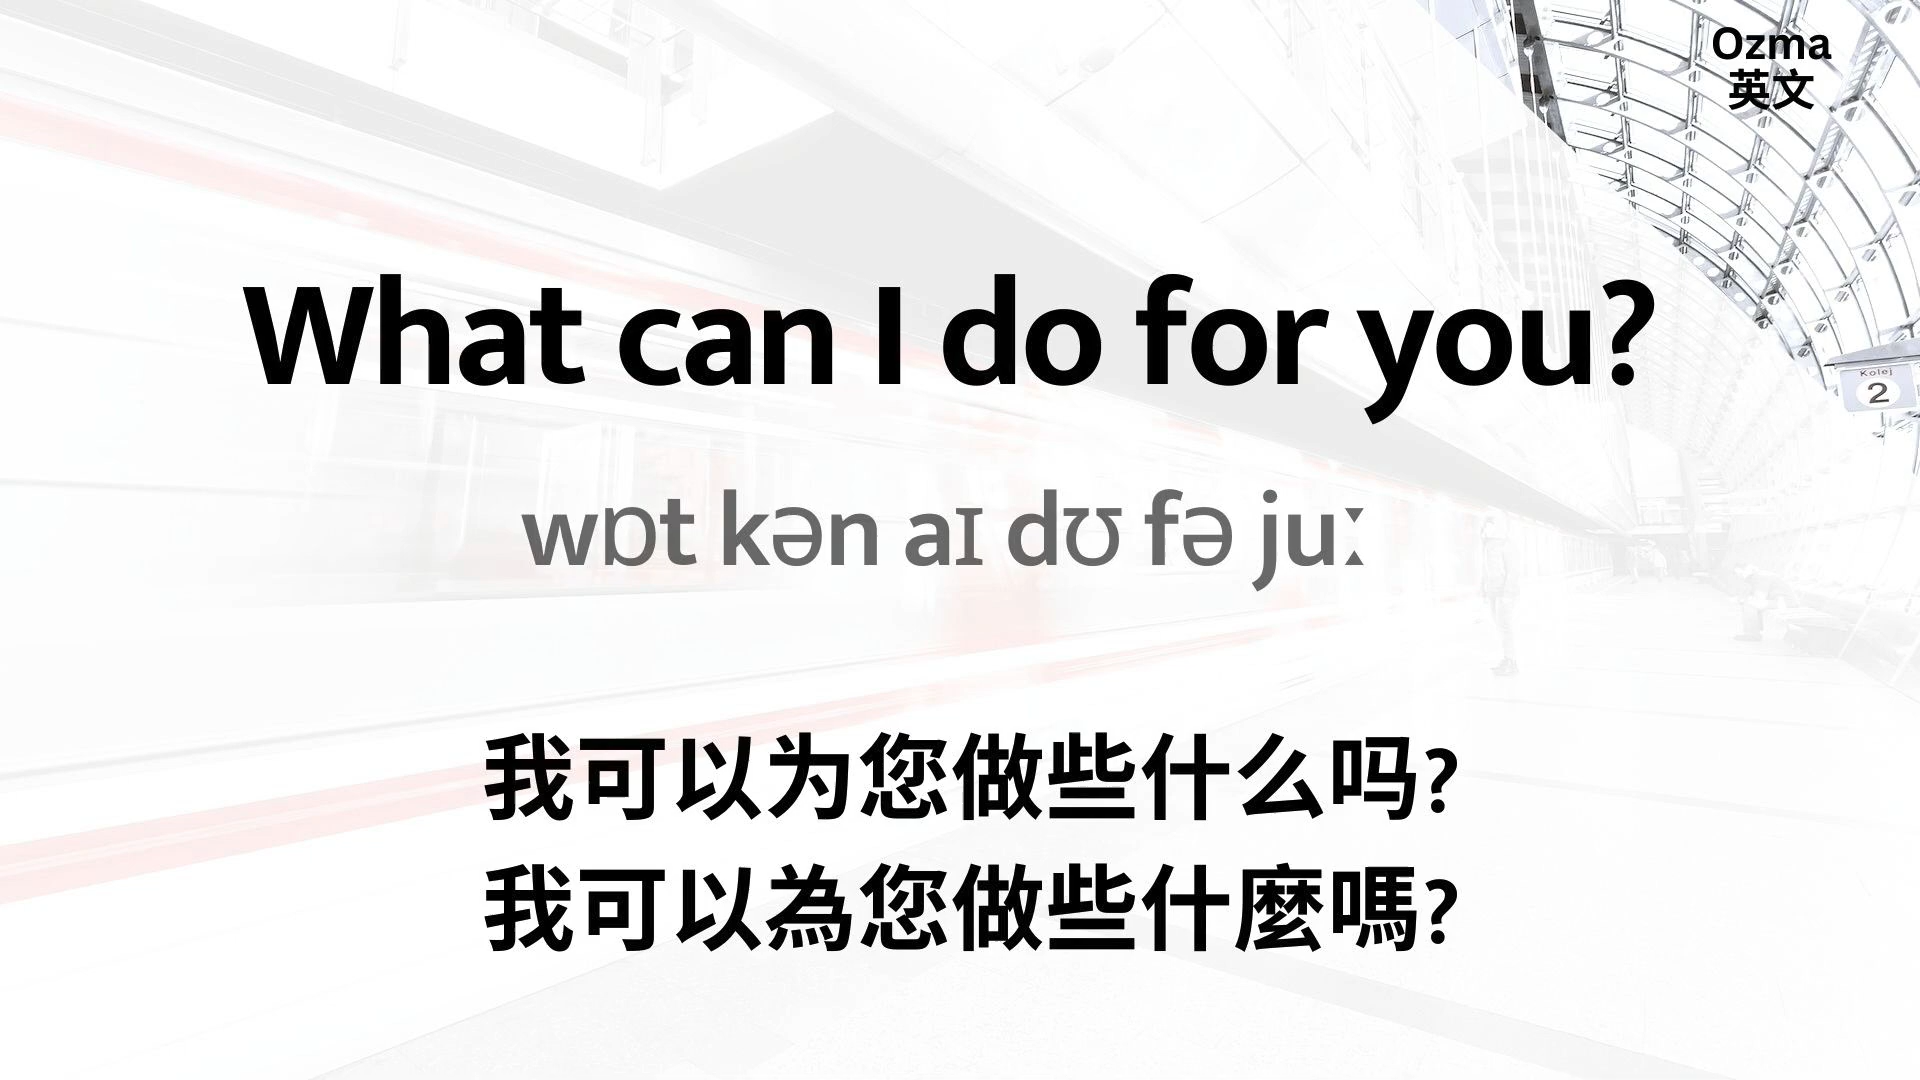 Ozma
英文
Kolej
2
What can I do for you?
wɒt kən aɪ dʊ fə juː
我可以为您做些什么吗?
我可以為您做些什麼嗎?